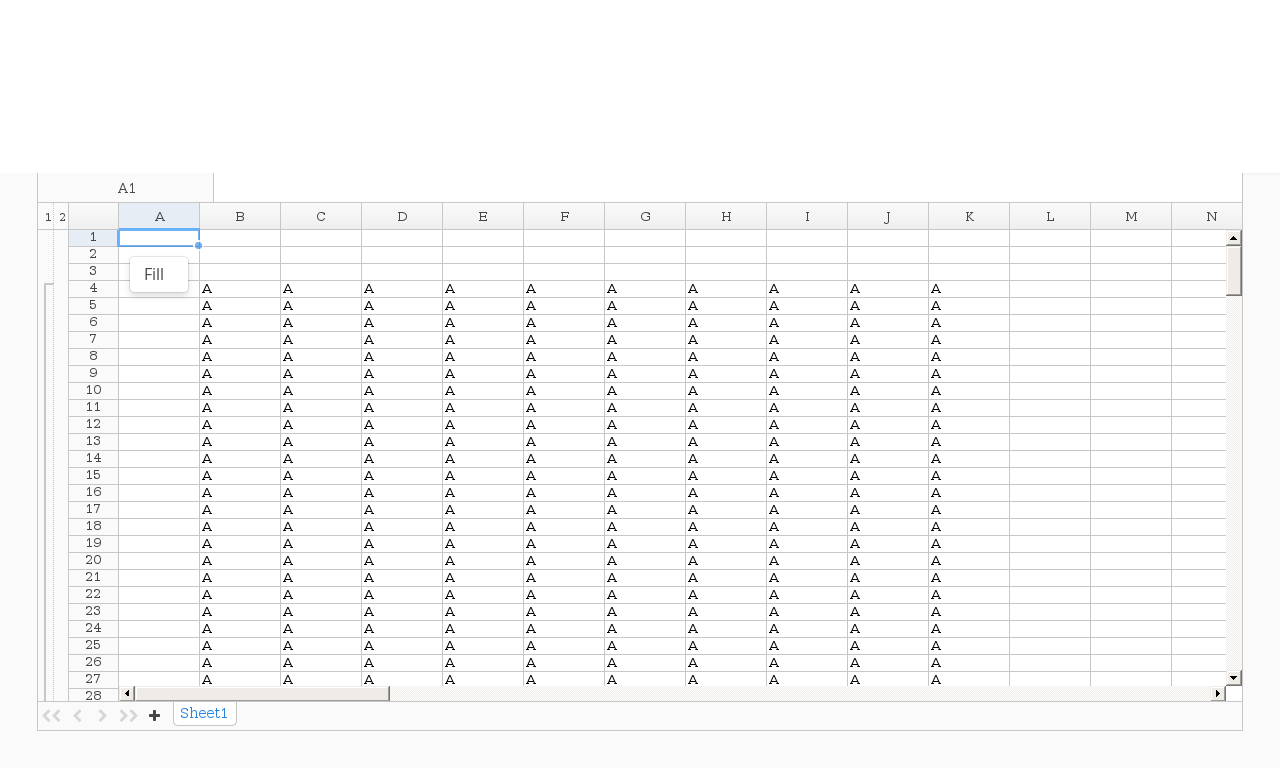 A1
1 2 A B C D E F G H I J K L M N
1
2
3
Fill
4 A A A A A A A A A A
5 A A A A A A A A A A
6 A A A A A A A A A A
7 A A A A A A A A A A
8 A A A A A A A A A A
9 A A A A A A A A A A
10 A A A A A A A A A A
11 A A A A A A A A A A
12 A A A A A A A A A A
13 A A A A A A A A A A
14 A A A A A A A A A A
15 A A A A A A A A A A
16 A A A A A A A A A A
17 A A A A A A A A A A
18 A A A A A A A A A A
19 A A A A A A A A A A
20 A A A A A A A A A A
21 A A A A A A A A A A
22 A A A A A A A A A A
23 A A A A A A A A A A
24 A A A A A A A A A A
25 A A A A A A A A A A
26 A A A A A A A A A A
27 A A A A A A A A A A
28
Sheet1